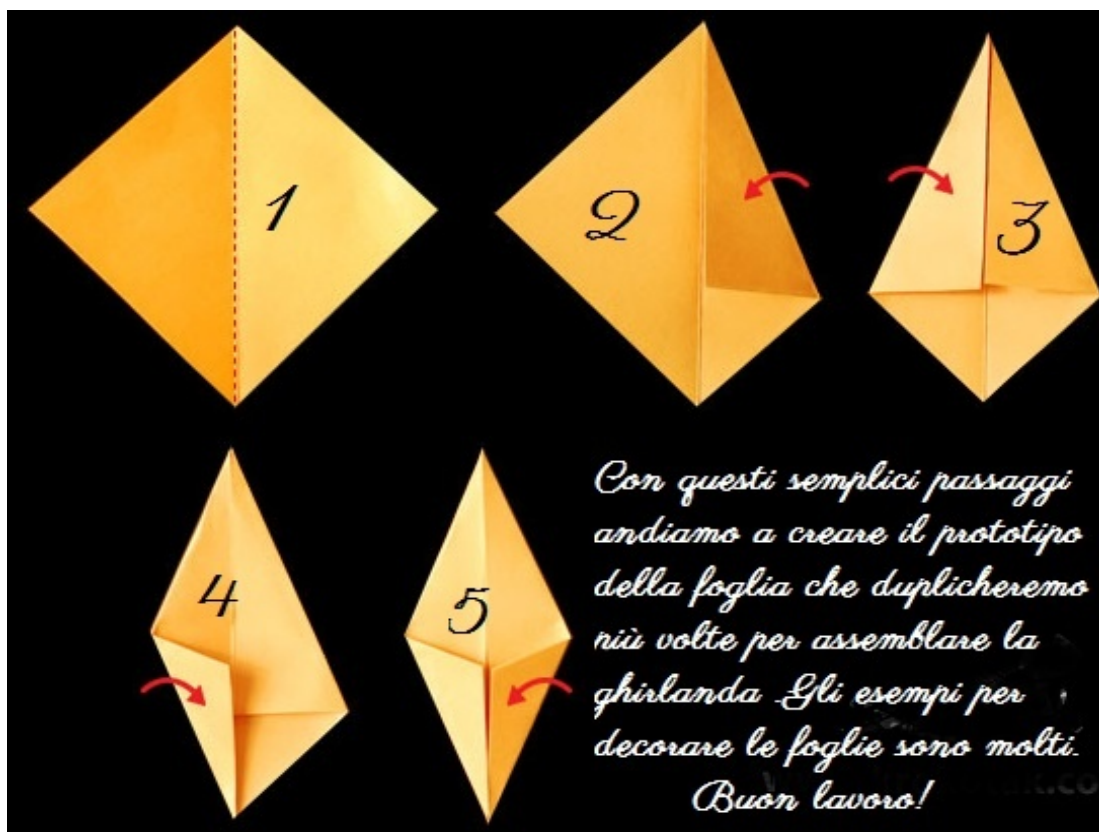 1
2
3
4
5
Con questi semplici passaggi
andiamo a creare il prototipo
della foglia che duplicheremo
più volte per assemblare la
ghirlanda .Gli esempi per
decorare le foglie sono molti.
Buon lavoro!